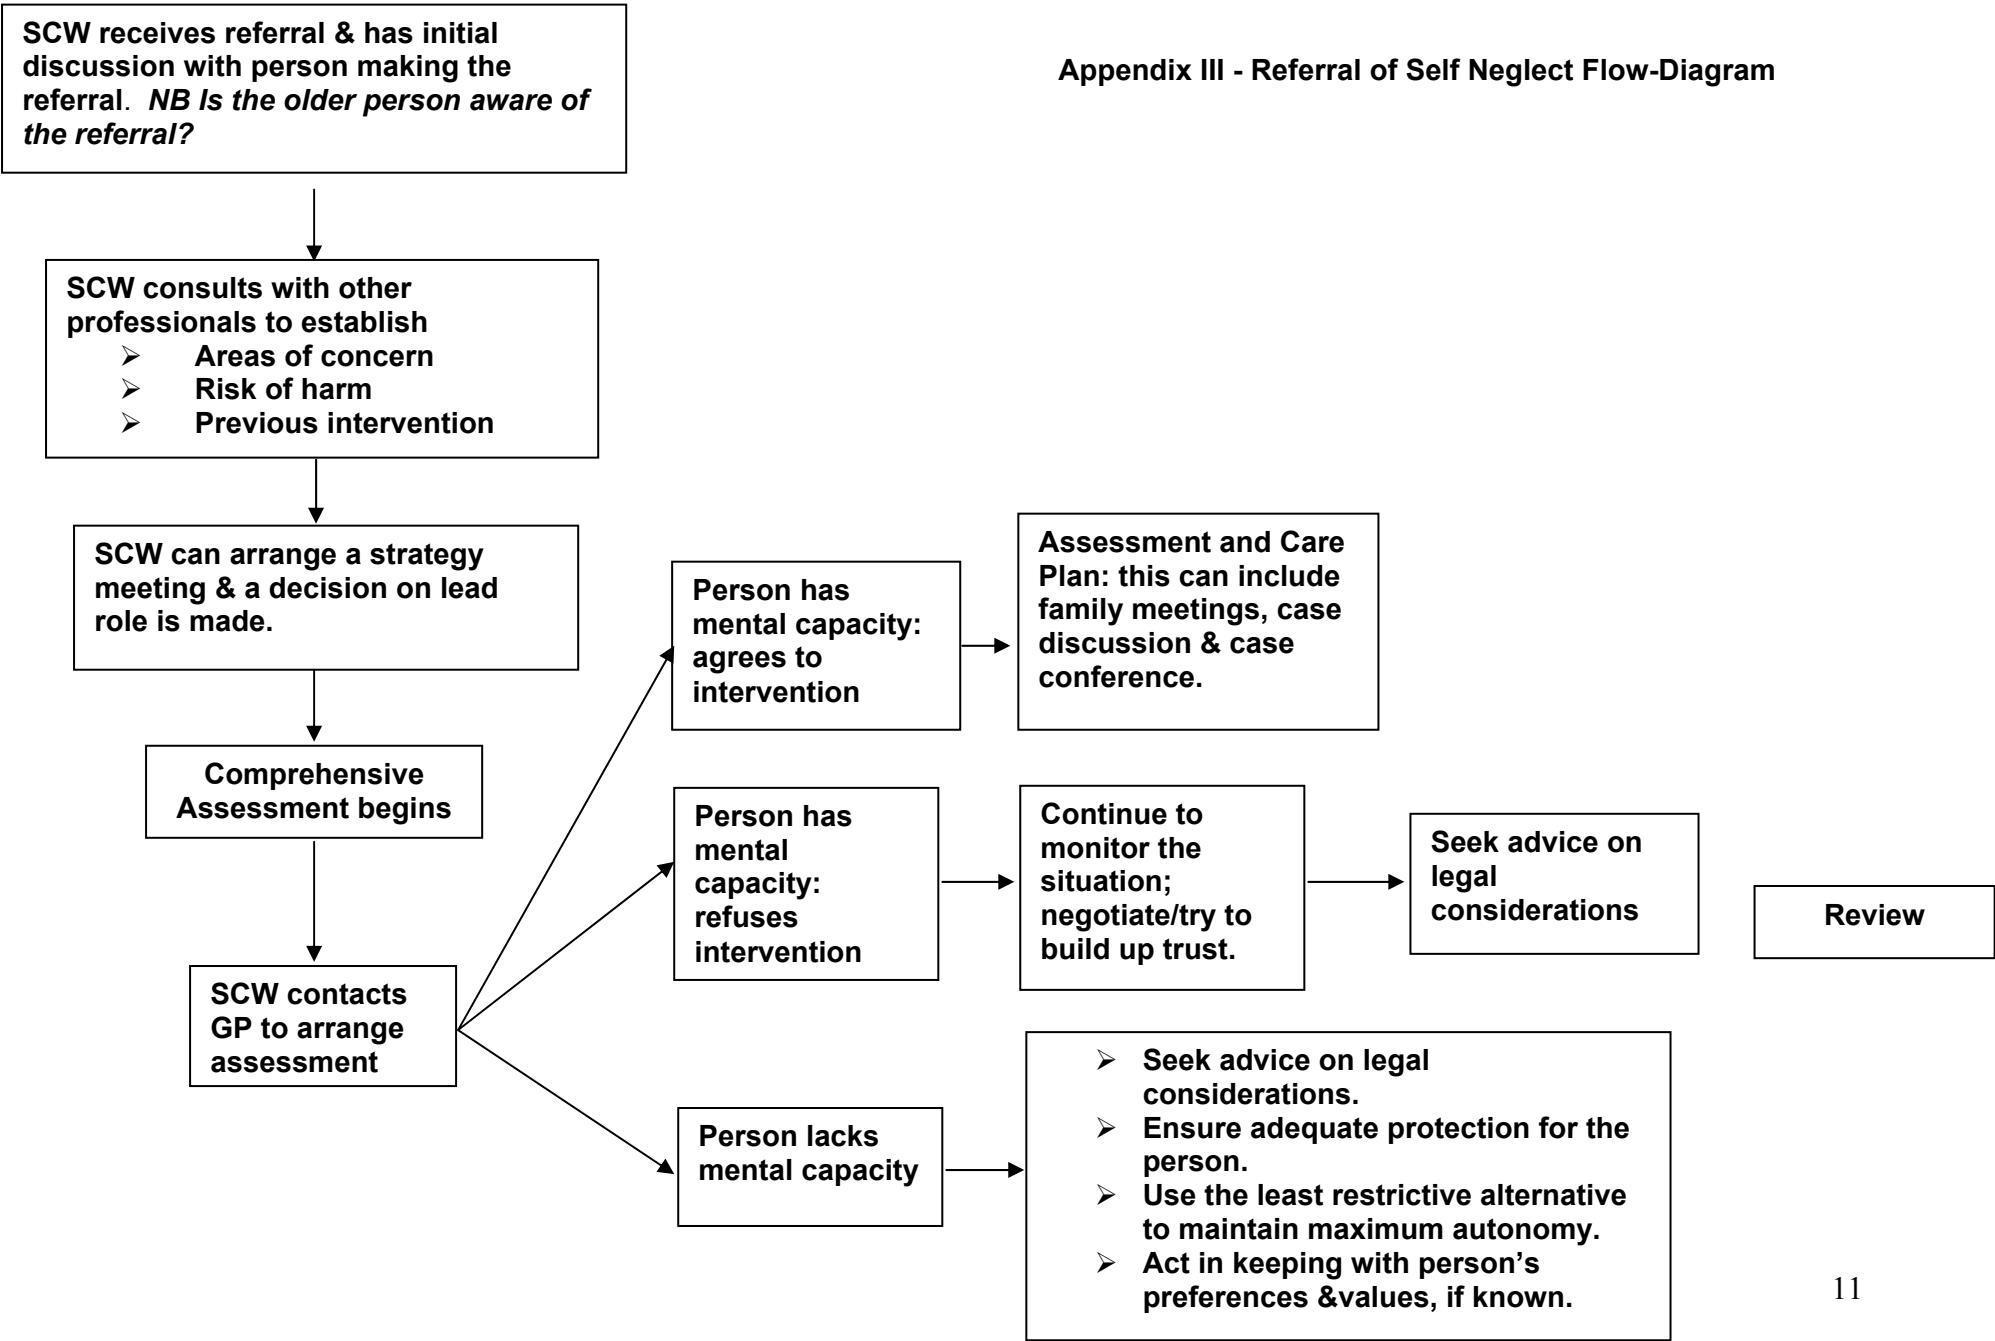 Appendix III - Referral of Self Neglect Flow-Diagram
SCW receives referral & has initial
discussion with person making the
referral. NB Is the older person aware of
the referral?
SCW consults with other
professionals to establish
➢ Areas of concern
➢ Risk of harm
➢ Previous intervention
SCW can arrange a strategy
meeting & a decision on lead
role is made.
Comprehensive
Assessment begins
SCW contacts
GP to arrange
assessment
Person has
mental capacity:
agrees to
intervention
Assessment and Care
Plan: this can include
family meetings, case
discussion & case
conference.
Person has
mental
capacity:
refuses
intervention
Continue to
monitor the
situation;
negotiate/try to
build up trust.
Seek advice on
legal
considerations
Review
Person lacks
mental capacity
➢ Seek advice on legal
considerations.
➢ Ensure adequate protection for the
person.
➢ Use the least restrictive alternative
to maintain maximum autonomy.
➢ Act in keeping with person’s
preferences &values, if known.
11